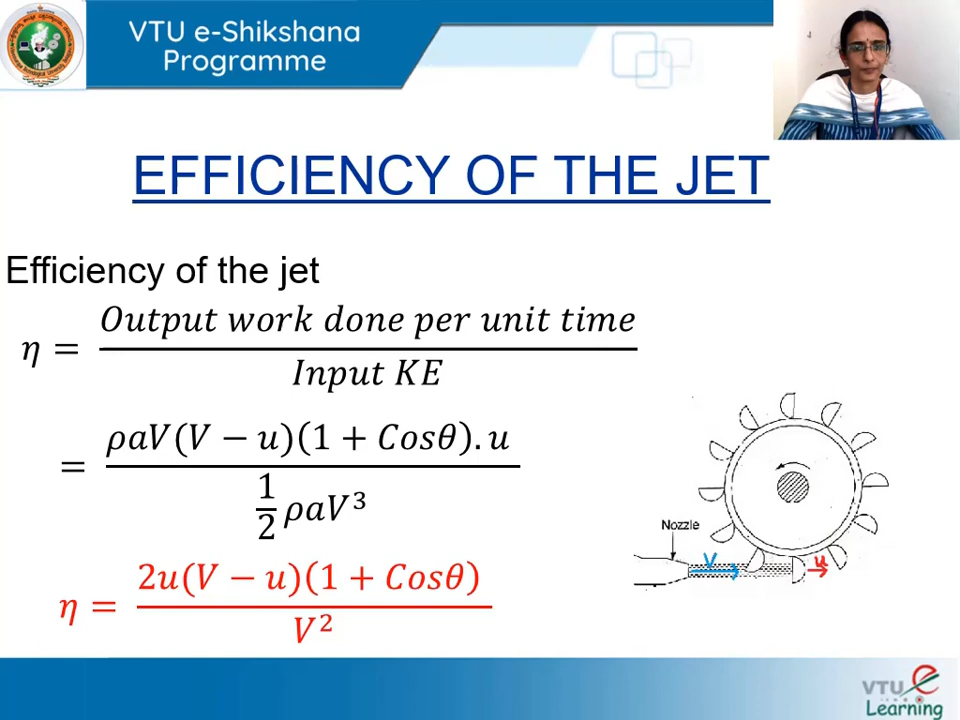 VTU e-Shikshana
Programme
EFFICIENCY OF THE JET
Efficiency of the jet
η = Output work done per unit time / Input KE
= ρaV(V − u)(1 + Cosθ). u / 1/2 ρaV³
η = 2u(V − u)(1 + Cosθ) / V²
Nozzle
V
u
VTU e
Learning